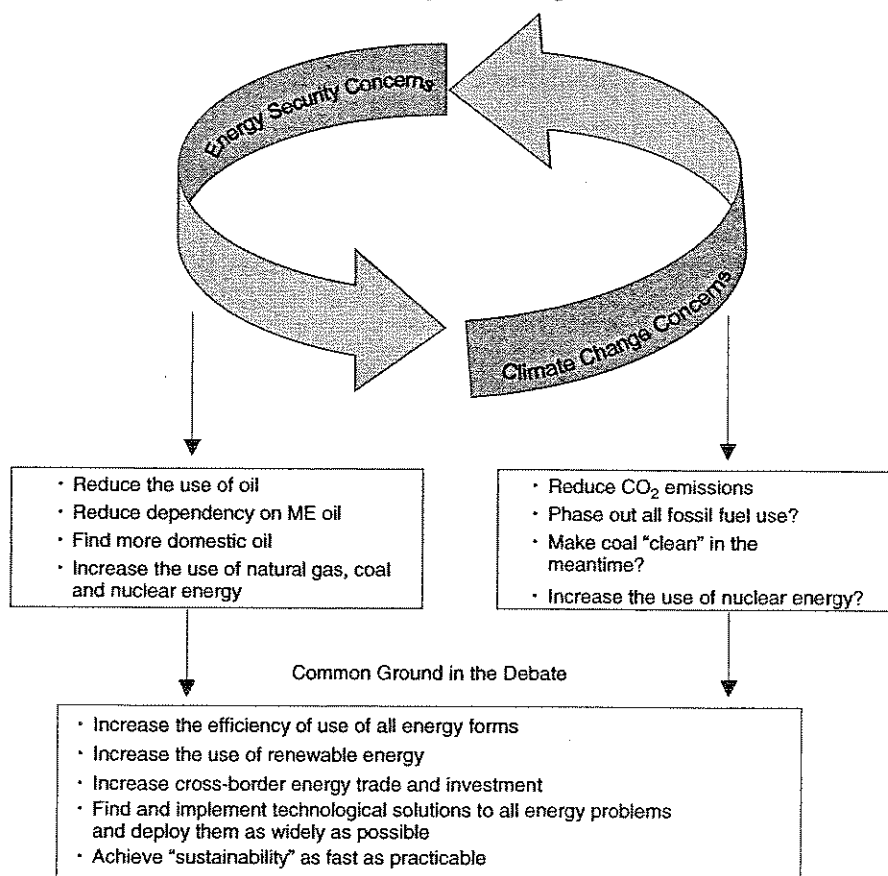 Energy Security Concerns
Climate Change Concerns
· Reduce the use of oil
· Reduce dependency on ME oil
· Find more domestic oil
· Increase the use of natural gas, coal
and nuclear energy
· Reduce CO₂ emissions
· Phase out all fossil fuel use?
· Make coal “clean” in the
meantime?
· Increase the use of nuclear energy?
Common Ground in the Debate
· Increase the efficiency of use of all energy forms
· Increase the use of renewable energy
· Increase cross-border energy trade and investment
· Find and implement technological solutions to all energy problems
and deploy them as widely as possible
· Achieve “sustainability” as fast as practicable